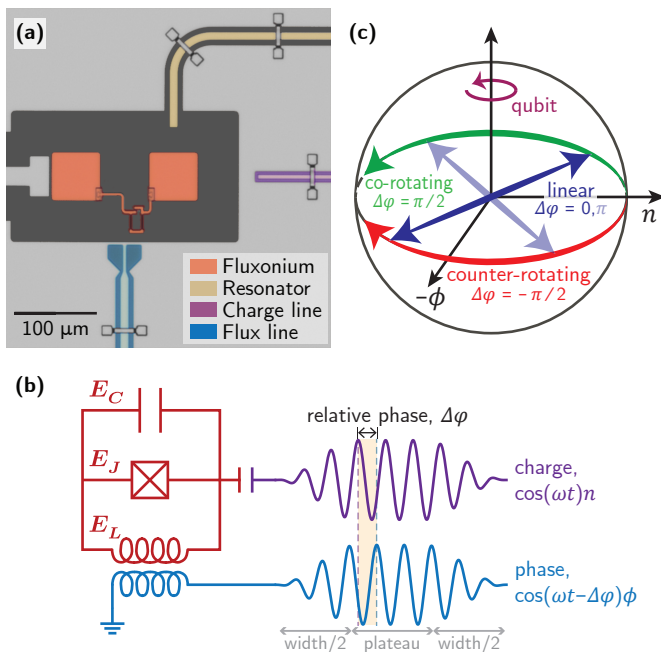 (a)
Fluxonium
Resonator
Charge line
Flux line
100 µm
(c)
qubit
co-rotating
Δφ = π/2
linear
Δφ = 0,π
n
counter-rotating
Δφ = −π/2
−ϕ
(b)
E_C
E_J
E_L
relative phase, Δφ
charge,
cos(ωt)n
phase,
cos(ωt−Δφ)ϕ
width/2
plateau
width/2